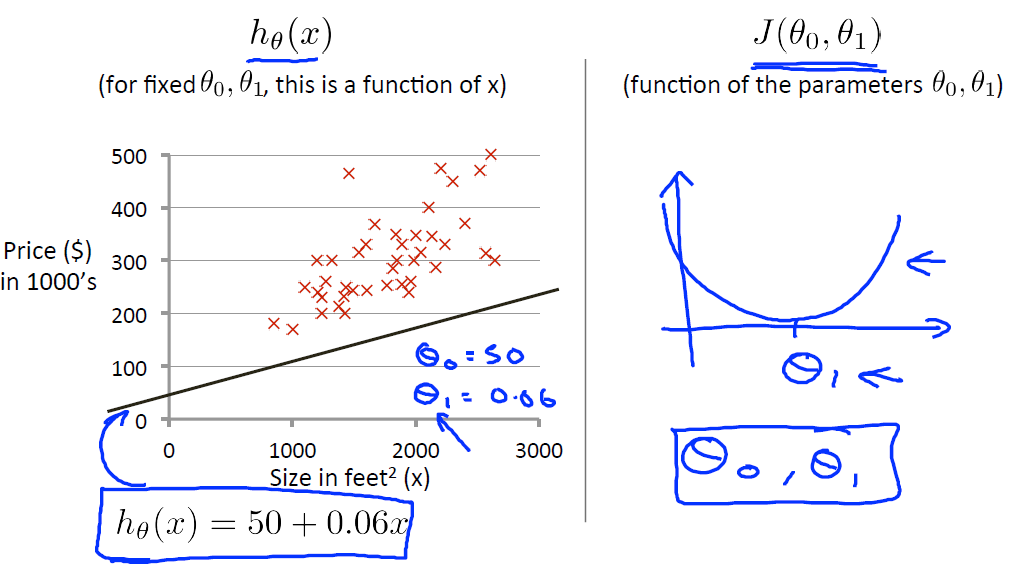 hθ(x)
(for fixed θ0, θ1, this is a function of x)
500
400
300
200
100
0
Price ($)
in 1000's
0 1000 2000 3000
Size in feet² (x)
θ0 = 50
θ1 = 0.06
hθ(x) = 50 + 0.06x
J(θ0, θ1)
(function of the parameters θ0, θ1)
θ1
θ0, θ1